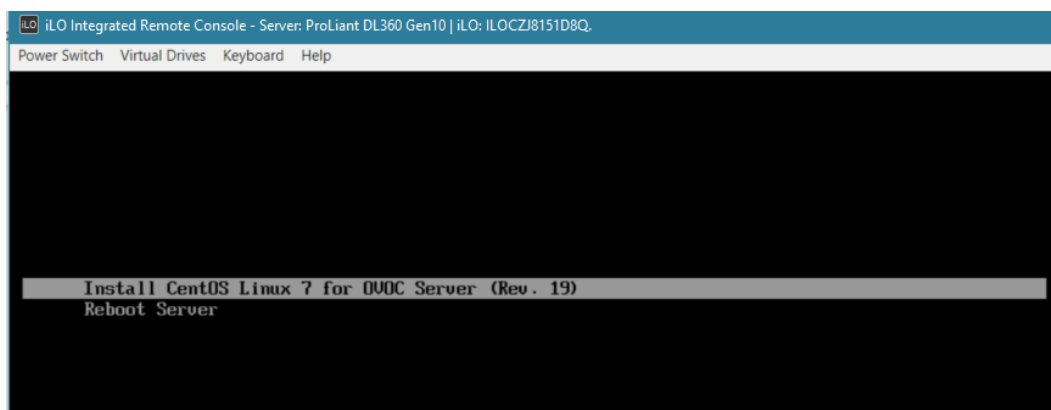 iLO iLO Integrated Remote Console - Server: ProLiant DL360 Gen10 | iLO: ILOCZJ8151D8Q.
Power Switch Virtual Drives Keyboard Help
Install CentOS Linux 7 for OVOC Server (Rev. 19)
Reboot Server